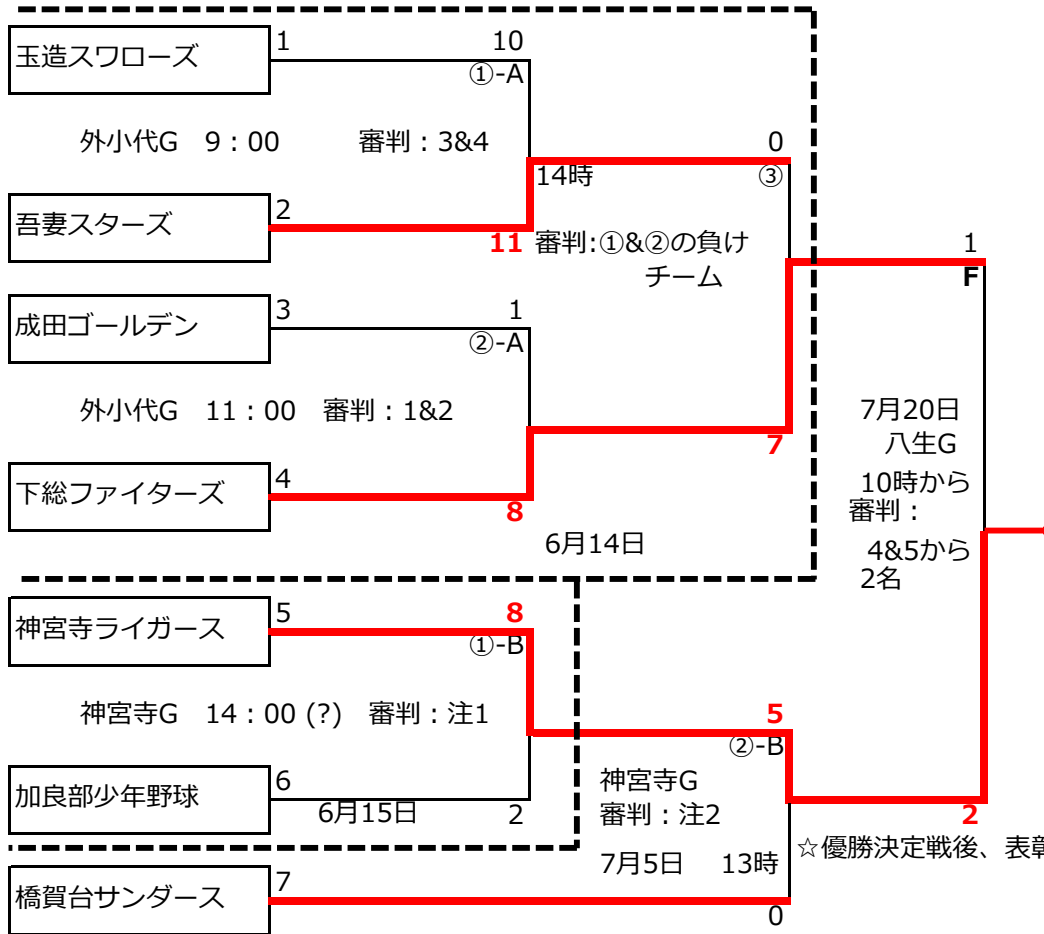 玉造スワローズ
1
10
①-A
外小代G 9：00 審判：3&4
吾妻スターズ
2
11
14時
0
③
審判:①&②の負け
チーム
成田ゴールデン
3
1
②-A
外小代G 11：00 審判：1&2
下総ファイターズ
4
8
7
6月14日
1
F
7月20日
八生G
10時から
審判：
4&5から
2名
神宮寺ライガース
5
8
①-B
神宮寺G 14：00 (?) 審判：注1
加良部少年野球
6
6月15日
2
5
②-B
神宮寺G
審判：注2
7月5日 13時
2
☆優勝決定戦後、表彰
橋賀台サンダース
7
0